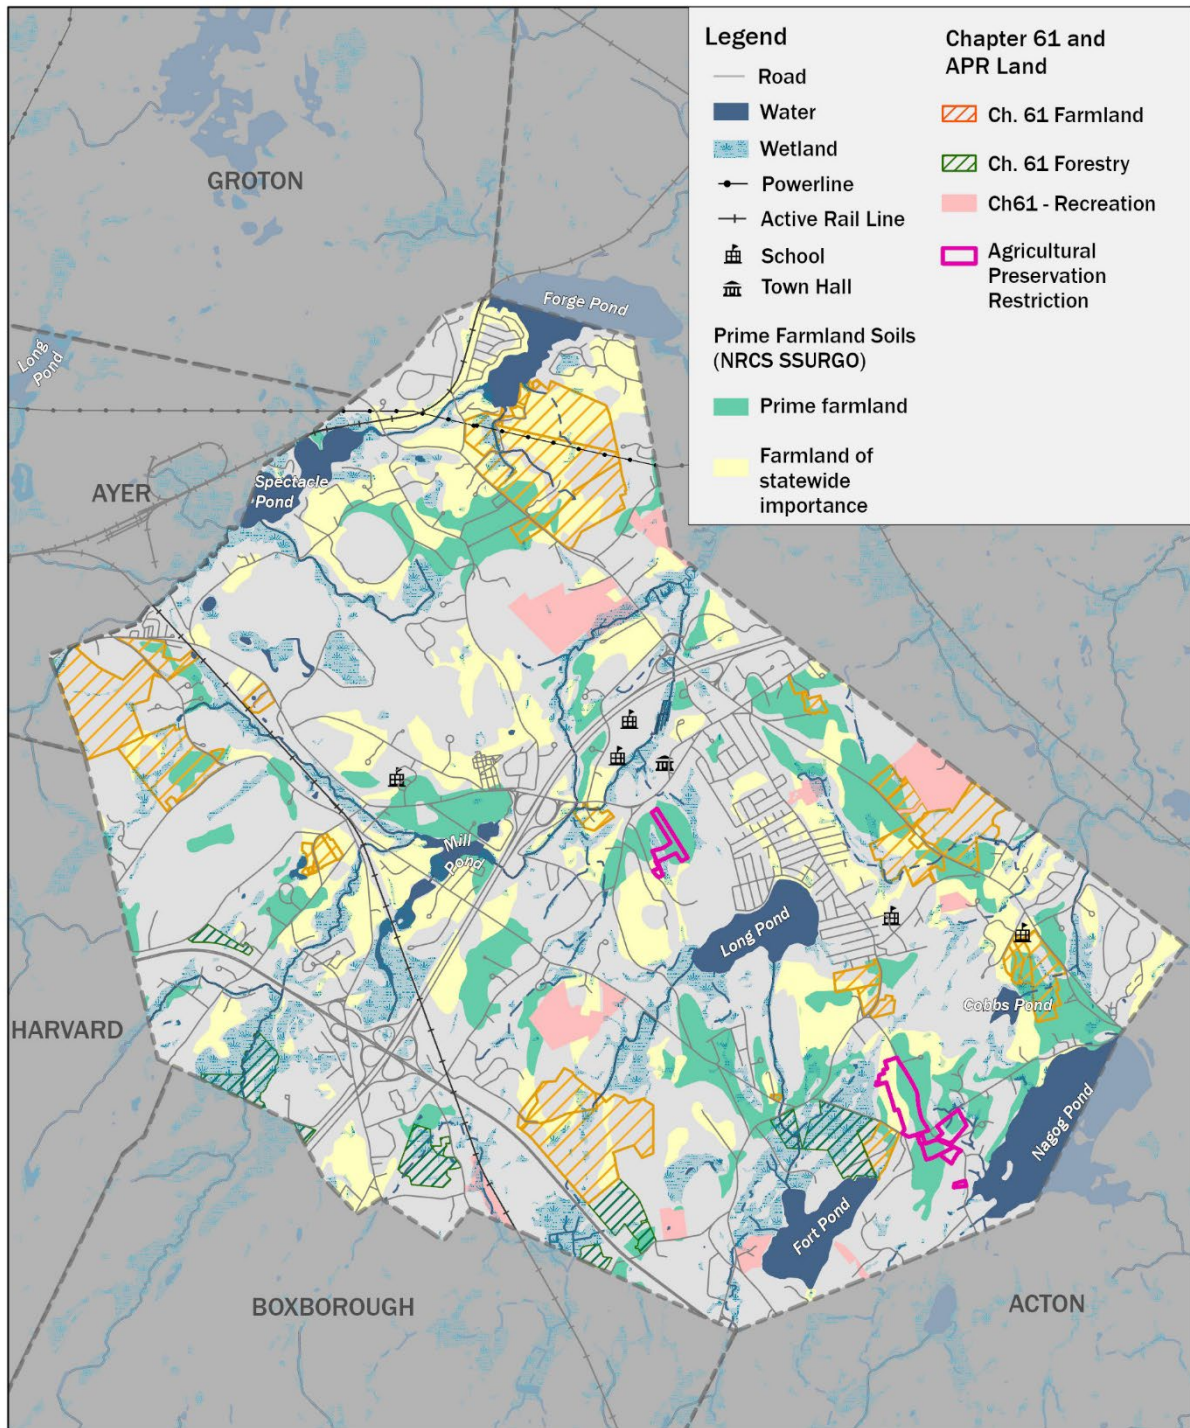 Legend
Road
Water
Wetland
Powerline
Active Rail Line
School
Town Hall
Prime Farmland Soils
(NRCS SSURGO)
Prime farmland
Farmland of
statewide
importance
Chapter 61 and
APR Land
Ch. 61 Farmland
Ch. 61 Forestry
Ch61 - Recreation
Agricultural
Preservation
Restriction
GROTON
Forge Pond
Long
Pond
AYER
Spectacle
Pond
Mill
Pond
Long Pond
Cobbs Pond
HARVARD
Nagog Pond
Fort Pond
BOXBOROUGH
ACTON